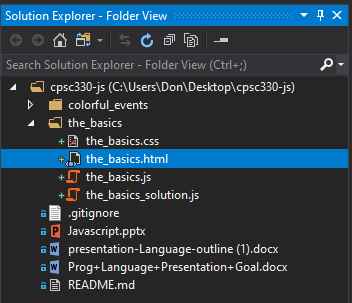 Solution Explorer - Folder View
Search Solution Explorer - Folder View (Ctrl+;)
cpsc330-js (C:\Users\Don\Desktop\cpsc330-js)
colorful_events
the_basics
the_basics.css
the_basics.html
the_basics.js
the_basics_solution.js
.gitignore
Javascript.pptx
presentation-Language-outline (1).docx
Prog+Language+Presentation+Goal.docx
README.md